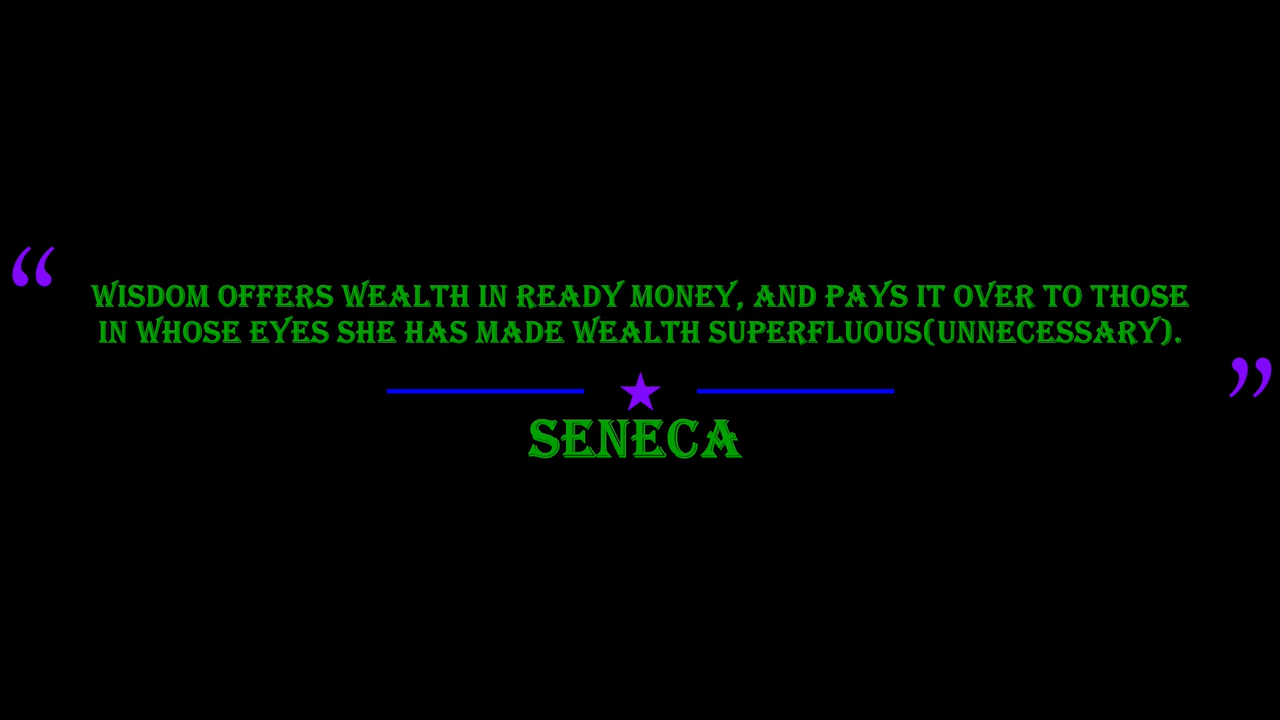 “
WISDOM OFFERS WEALTH IN READY MONEY, AND PAYS IT OVER TO THOSE
IN WHOSE EYES SHE HAS MADE WEALTH SUPERFLUOUS(UNNECESSARY).
”
SENECA